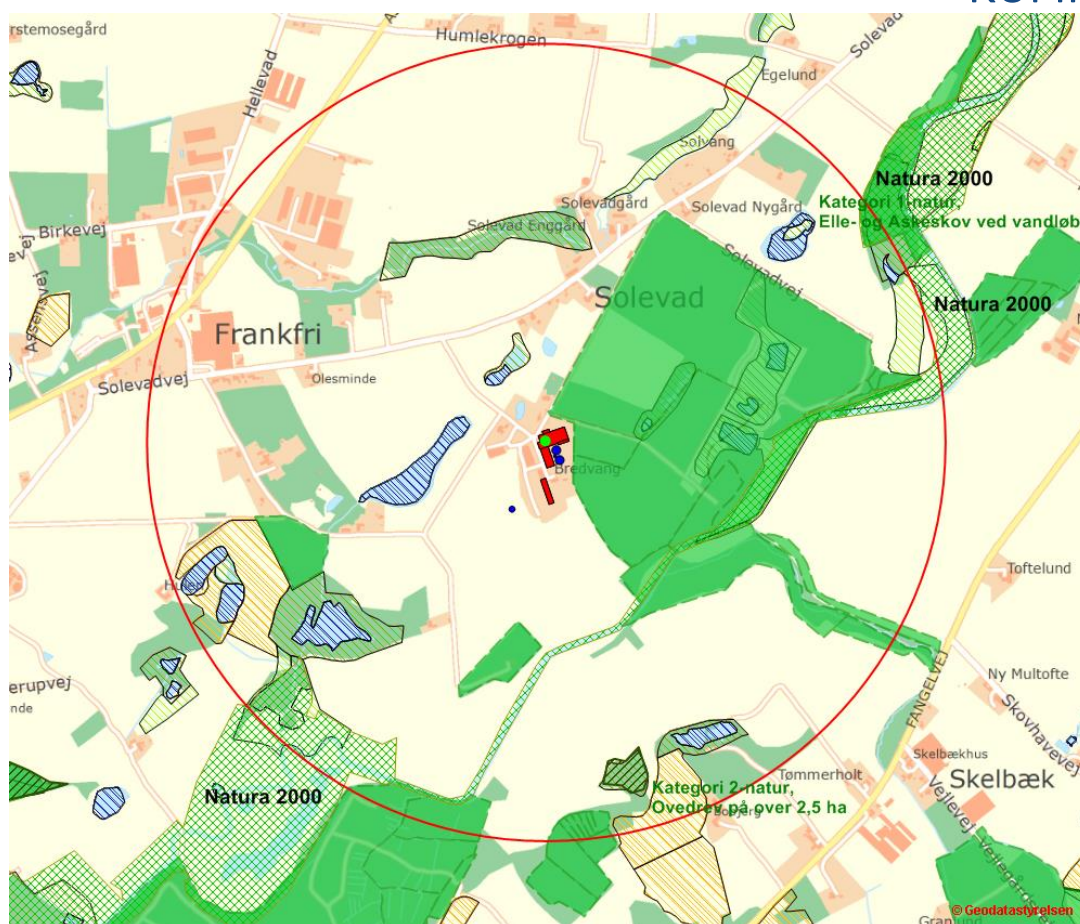 rstemosegård
Humlekrogen
Solevad
Hellevad
Egelund
Solvang
Natura 2000
Kategori 1-natur,
Elle- og Askeskov ved vandløb
Solevadgård
Solevad Nygård
Solevad Enggård
Birkevej
Solevadvej
Solevad
Natura 2000
Assensvej
Frankfri
Olesminde
Solevadvej
Bredvang
Toftelund
erupvej
nde
Ny Multofte
Skovhavevej
FANGELVEJ
Skelbækhus
Skelbæk
Tømmerholt
Natura 2000
Kategori 2-natur,
Ovedrev på over 2,5 ha
© Geodatastyrelsen